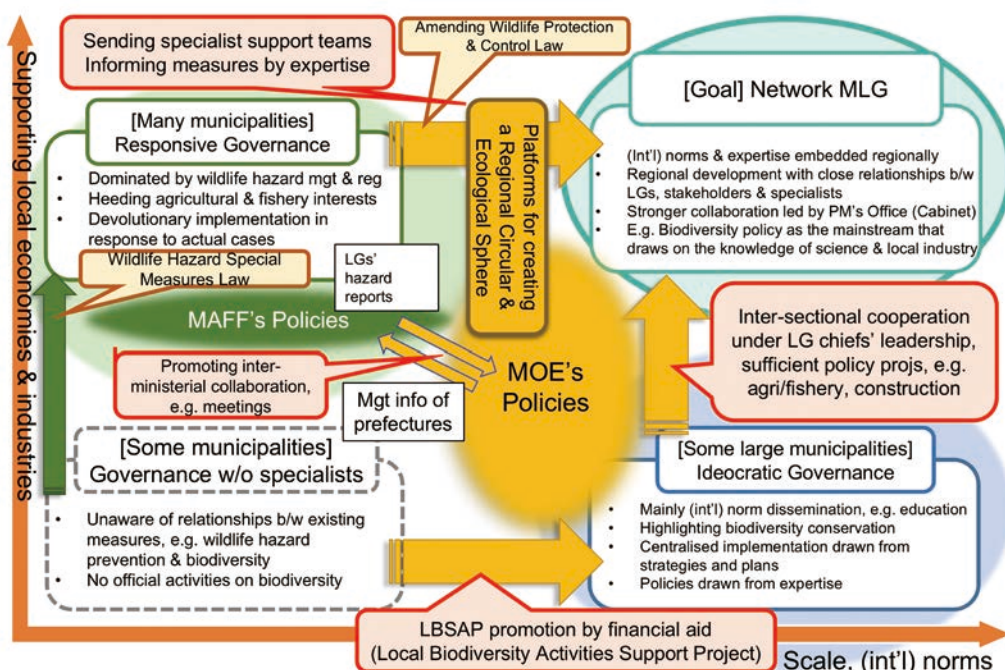 Supporting local economies & industries
Sending specialist support teams
Informing measures by expertise
Amending Wildlife Protection
& Control Law
[Many municipalities]
Responsive Governance
• Dominated by wildlife hazard mgt & reg
• Heeding agricultural & fishery interests
• Devolutionary implementation in
response to actual cases
Wildlife Hazard Special
Measures Law
LGs'
hazard
reports
MAFF's Policies
Platforms for creating
a Regional Circular &
Ecological Sphere
[Goal] Network MLG
• (Int'l) norms & expertise embedded regionally
• Regional development with close relationships b/w
LGs, stakeholders & specialists
• Stronger collaboration led by PM's Office (Cabinet)
• E.g. Biodiversity policy as the mainstream that
draws on the knowledge of science & local industry
Promoting inter-
ministerial collaboration,
e.g. meetings
Mgt info of
prefectures
MOE's
Policies
Inter-sectional cooperation
under LG chiefs' leadership,
sufficient policy projs, e.g.
agri/fishery, construction
[Some municipalities]
Governance w/o specialists
• Unaware of relationships b/w existing
measures, e.g. wildlife hazard
prevention & biodiversity
• No official activities on biodiversity
[Some large municipalities]
Ideocratic Governance
• Mainly (int'l) norm dissemination, e.g. education
• Highlighting biodiversity conservation
• Centralised implementation drawn from
strategies and plans
• Policies drawn from expertise
LBSAP promotion by financial aid
(Local Biodiversity Activities Support Project)
Scale, (int'l) norms